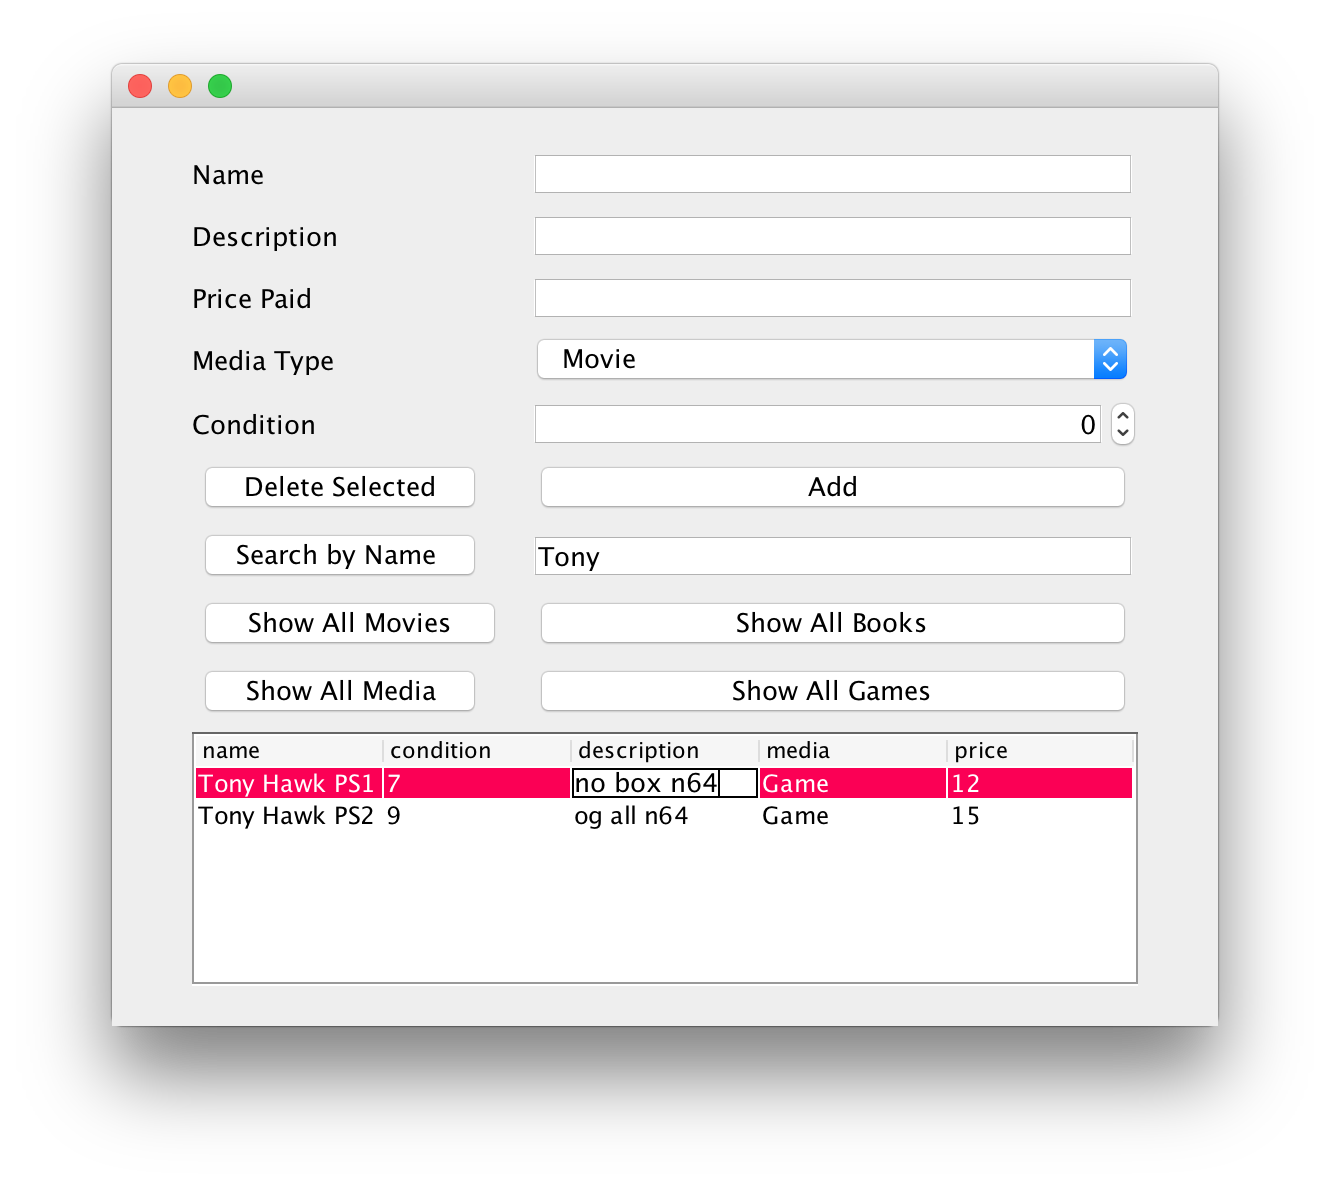 Name
Description
Price Paid
Media Type Movie
Condition 0
Delete Selected Add
Search by Name Tony
Show All Movies Show All Books
Show All Media Show All Games
name condition description media price
Tony Hawk PS1 7 no box n64 Game 12
Tony Hawk PS2 9 og all n64 Game 15